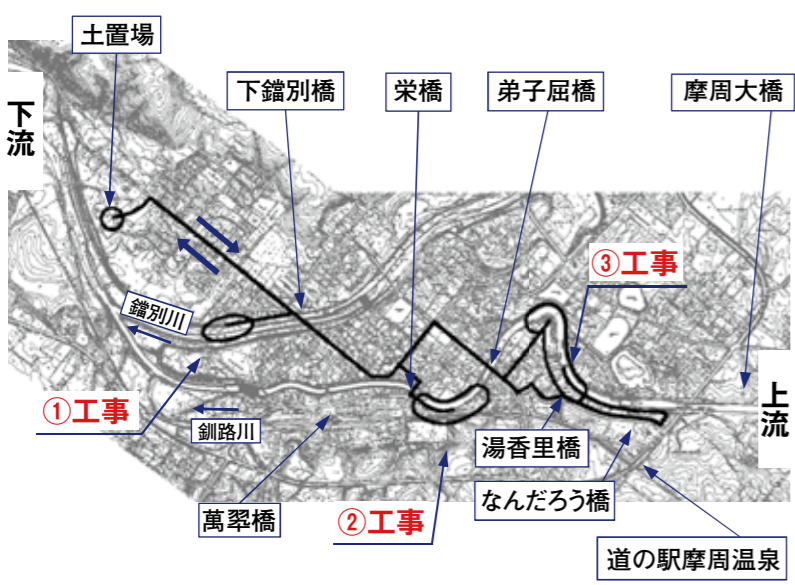 土置場
下鐺別橋
栄橋
弟子屈橋
摩周大橋
下流
③工事
鐺別川
①工事
釧路川
上流
湯香里橋
萬翠橋
②工事
なんだろう橋
道の駅摩周温泉